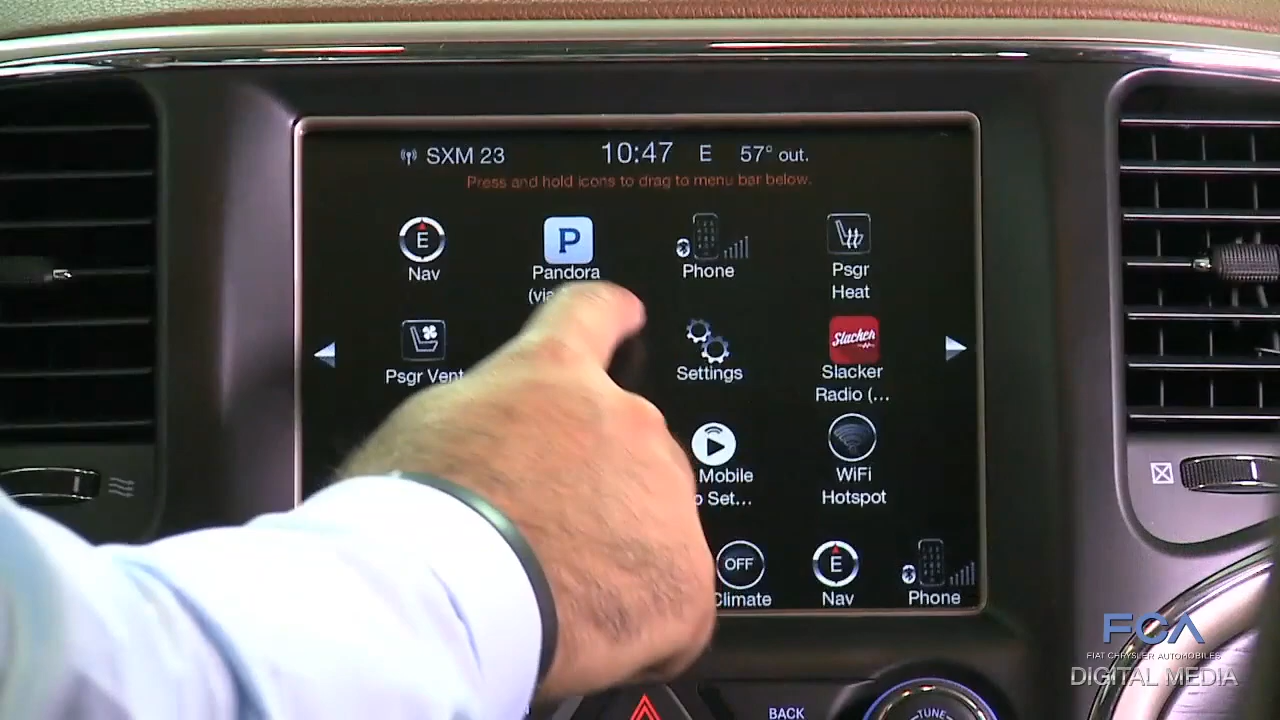 SXM 23 10:47 E 57° out.
Press and hold icons to drag to menu bar below.
E P
Nav Pandora Phone Psgr
(via Heat
Slacker
Psgr Vent Settings Slacker
Radio (...
Mobile WiFi
Set... Hotspot
OFF E
Climate Nav Phone
BACK TUNE
FCA
FIAT CHRYSLER AUTOMOBILES
DIGITAL MEDIA